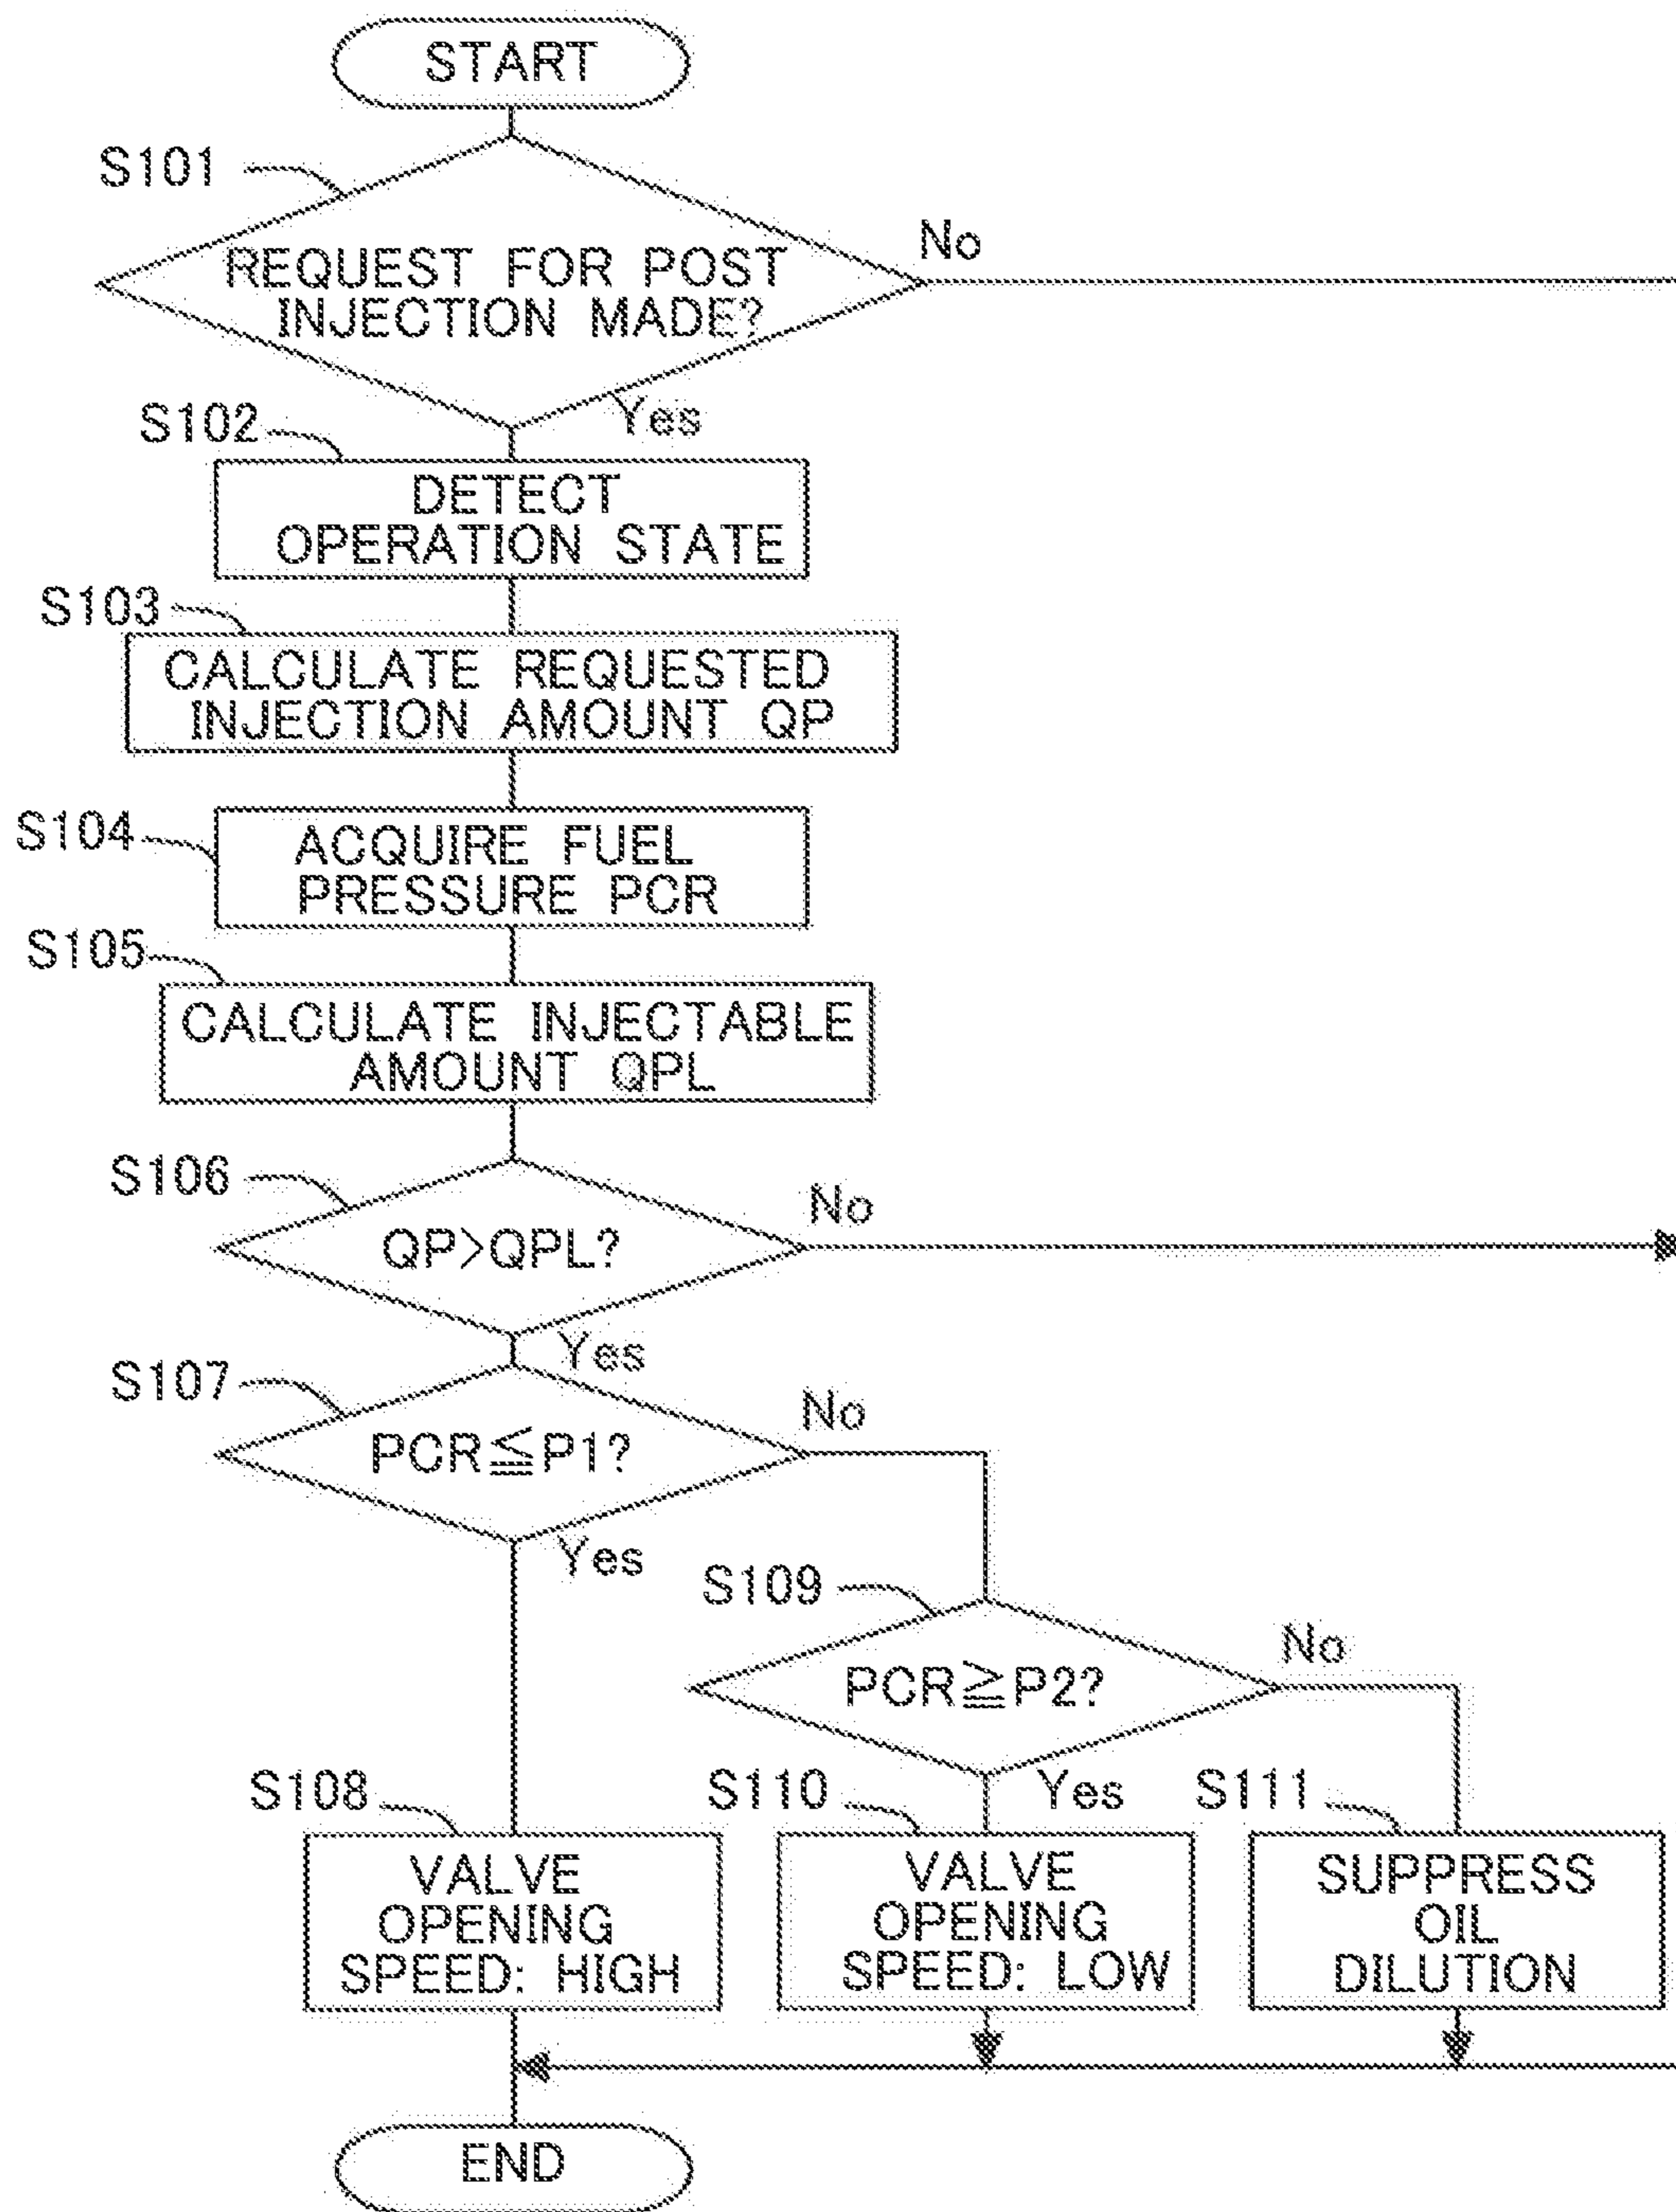 START
S101
REQUEST FOR POST
INJECTION MADE?
No
Yes
S102
DETECT
OPERATION STATE
S103
CALCULATE REQUESTED
INJECTION AMOUNT QP
S104
ACQUIRE FUEL
PRESSURE PCR
S105
CALCULATE INJECTABLE
AMOUNT QPL
S106
QP>QPL?
No
Yes
S107
PCR≦P1?
No
Yes
S109
PCR≧P2?
No
Yes
S108
VALVE
OPENING
SPEED: HIGH
S110
VALVE
OPENING
SPEED: LOW
S111
SUPPRESS
OIL
DILUTION
END